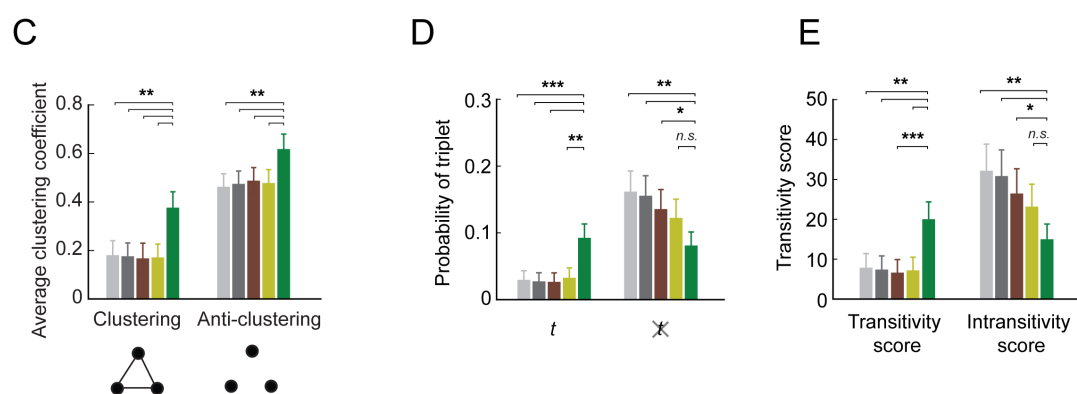 C
Average clustering coefficient
0.8
0.6
0.4
0.2
0
**
**
Clustering
Anti-clustering
D
Probability of triplet
0.3
0.2
0.1
0
***
**
**
*
n.s.
t
t
E
Transitivity score
50
40
30
20
10
0
**
***
**
*
n.s.
Transitivity
score
Intransitivity
score